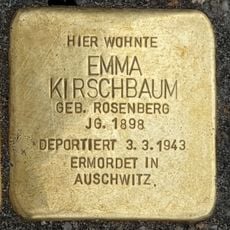 HIER WOHNTE
EMMA
KIRSCHBAUM
GEB. ROSENBERG
JG. 1898
DEPORTIERT 3.3.1943
ERMORDET IN
AUSCHWITZ